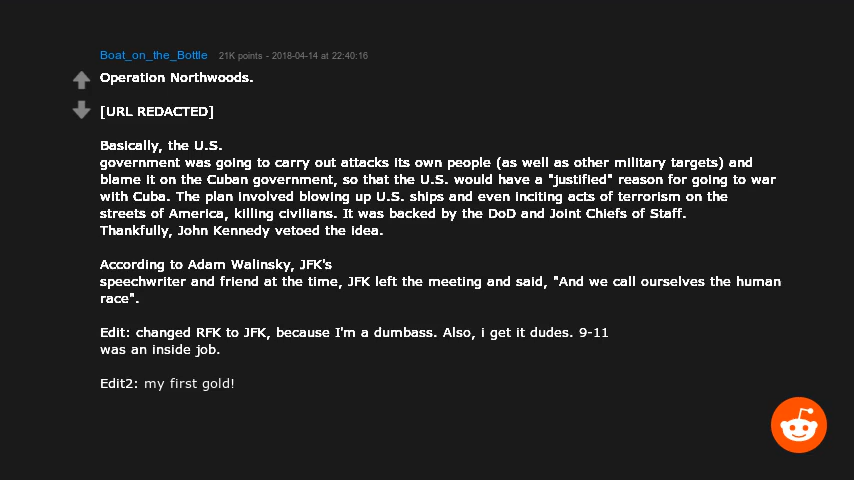 Boat_on_the_Bottle 21K points - 2018-04-14 at 22:40:16
Operation Northwoods.
[URL REDACTED]
Basically, the U.S.
government was going to carry out attacks its own people (as well as other military targets) and
blame it on the Cuban government, so that the U.S. would have a "justified" reason for going to war
with Cuba. The plan involved blowing up U.S. ships and even inciting acts of terrorism on the
streets of America, killing civilians. It was backed by the DoD and Joint Chiefs of Staff.
Thankfully, John Kennedy vetoed the idea.
According to Adam Walinsky, JFK's
speechwriter and friend at the time, JFK left the meeting and said, "And we call ourselves the human
race".
Edit: changed RFK to JFK, because I'm a dumbass. Also, i get it dudes. 9-11
was an inside job.
Edit2: my first gold!